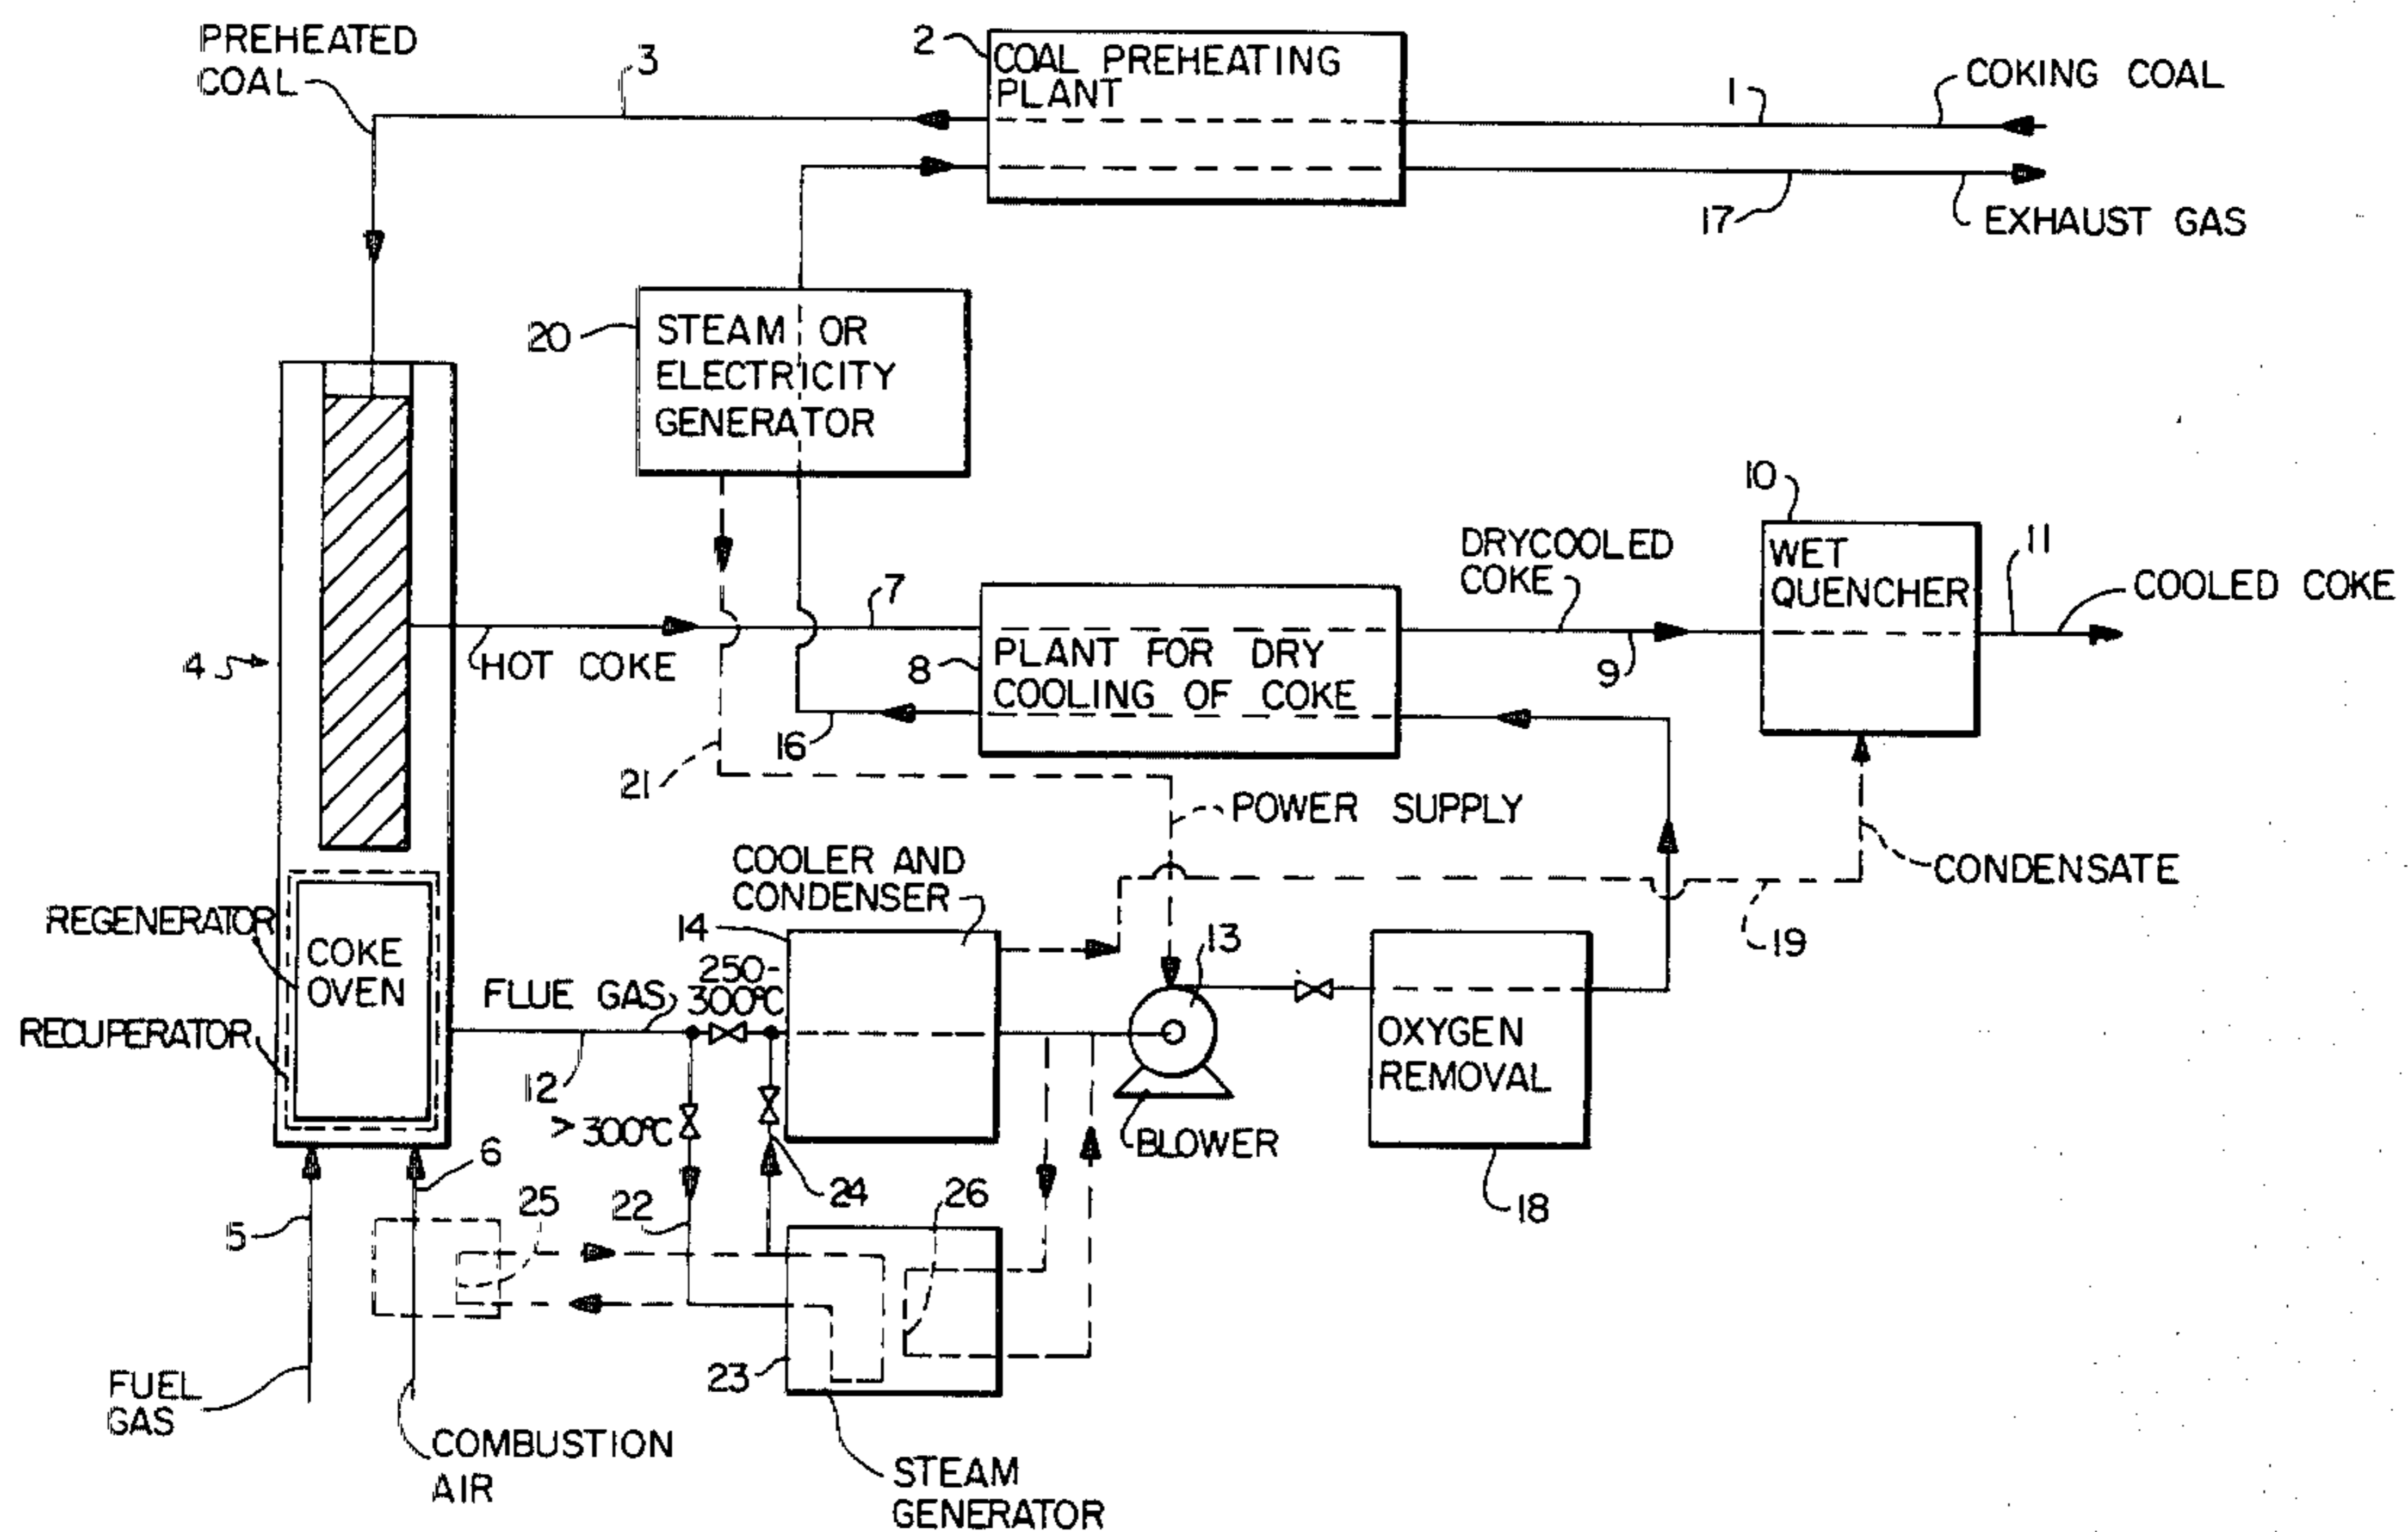 PREHEATED
COAL
3
2
COAL PREHEATING
PLANT
1
COKING COAL
17
EXHAUST GAS
20
STEAM OR
ELECTRICITY
GENERATOR
10
WET
QUENCHER
11
COOLED COKE
DRYCOOLED
COKE
9
7
4
HOT COKE
8
PLANT FOR DRY
COOLING OF COKE
16
21
POWER SUPPLY
CONDENSATE
19
COOLER AND
CONDENSER
14
13
REGENERATOR
COKE
OVEN
RECUPERATOR
FLUE GAS
250-
300°C
12
> 300°C
OXYGEN
REMOVAL
BLOWER
18
6
5
25
22
24
26
23
FUEL
GAS
COMBUSTION
AIR
STEAM
GENERATOR